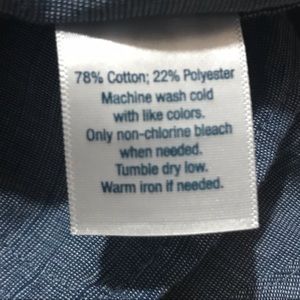 78% Cotton; 22% Polyester
Machine wash cold
with like colors.
Only non-chlorine bleach
when needed.
Tumble dry low.
Warm iron if needed.